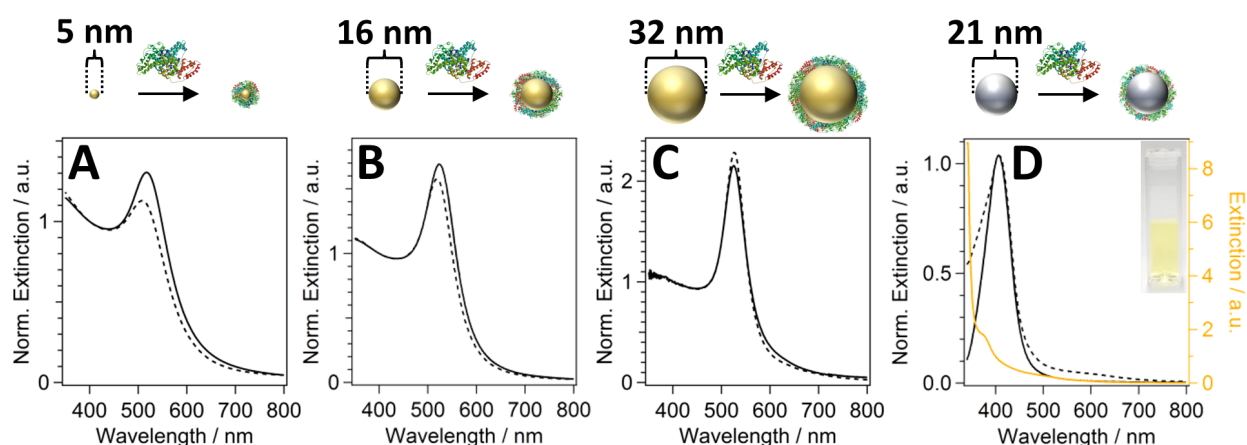 5 nm
16 nm
32 nm
21 nm
A
B
C
D
Norm. Extinction / a.u.
1
0
400 500 600 700 800
Wavelength / nm
Norm. Extinction / a.u.
1
0
400 500 600 700 800
Wavelength / nm
Norm. Extinction / a.u.
2
1
0
400 500 600 700 800
Wavelength / nm
Norm. Extinction / a.u.
1.0
0.5
0.0
400 500 600 700 800
Wavelength / nm
8
6
4
2
0
Extinction / a.u.